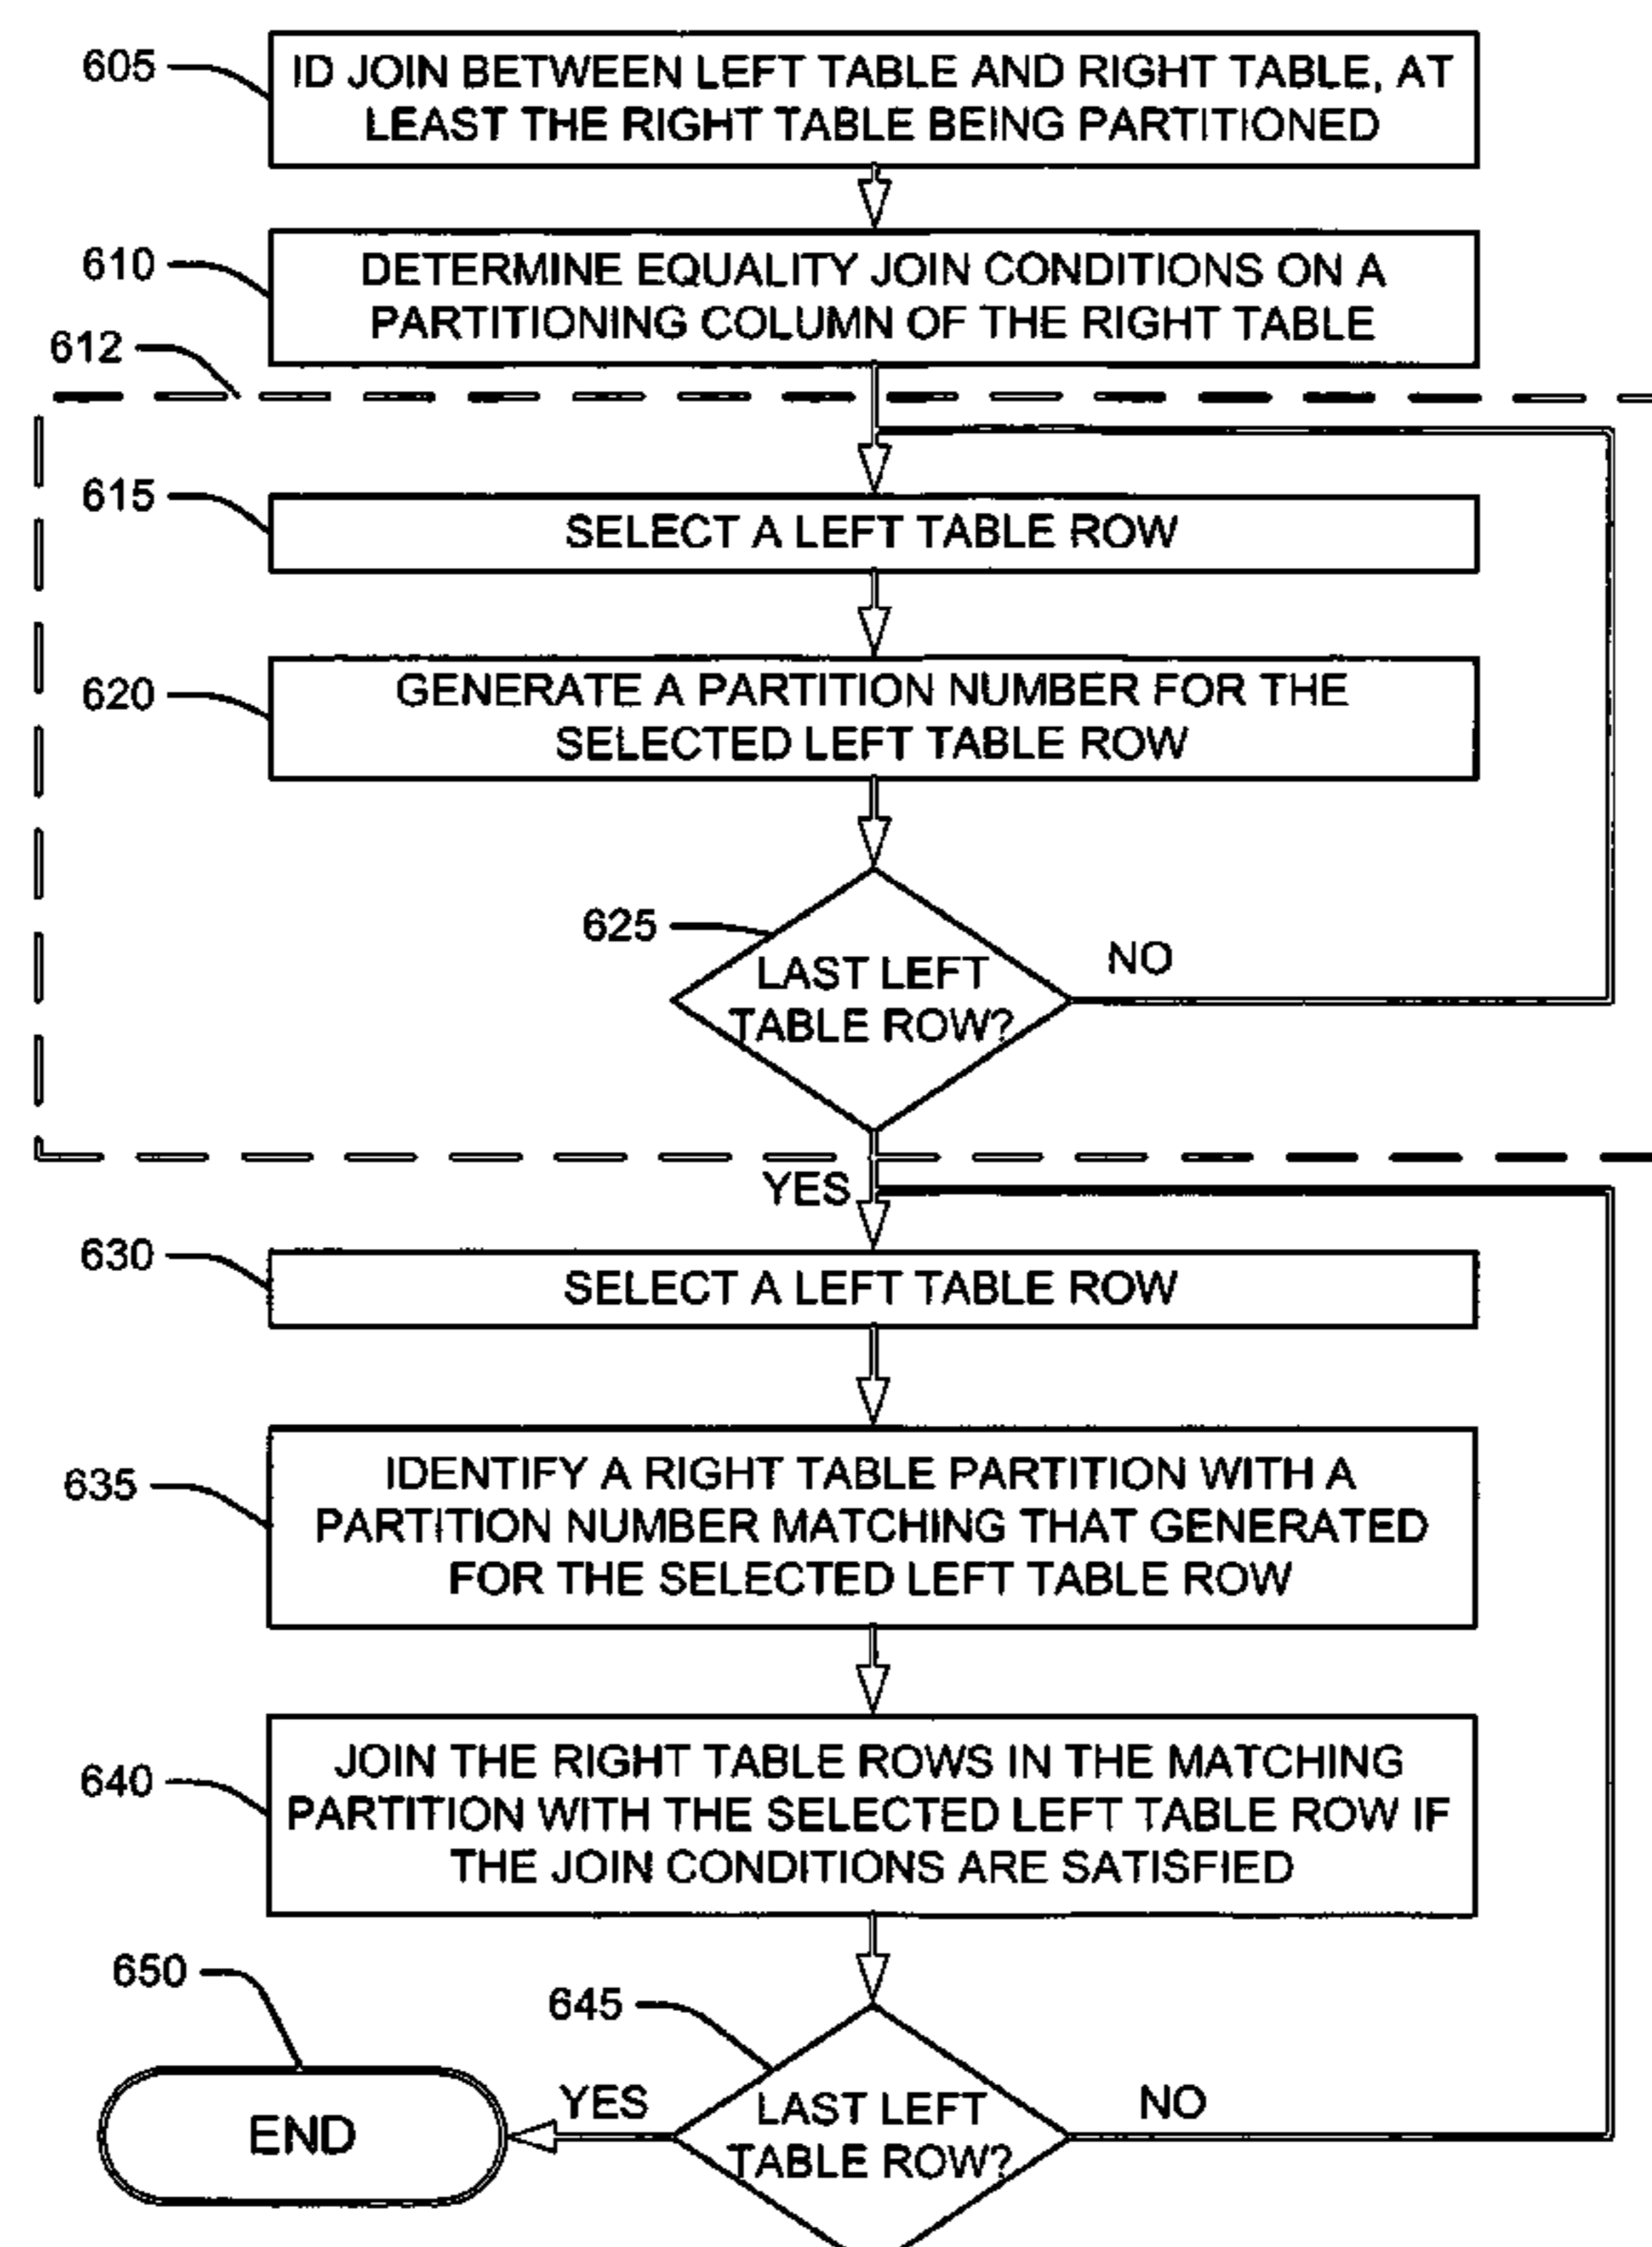 605
ID JOIN BETWEEN LEFT TABLE AND RIGHT TABLE, AT
LEAST THE RIGHT TABLE BEING PARTITIONED
610
DETERMINE EQUALITY JOIN CONDITIONS ON A
PARTITIONING COLUMN OF THE RIGHT TABLE
612
615
SELECT A LEFT TABLE ROW
620
GENERATE A PARTITION NUMBER FOR THE
SELECTED LEFT TABLE ROW
625
LAST LEFT
TABLE ROW?
NO
YES
630
SELECT A LEFT TABLE ROW
635
IDENTIFY A RIGHT TABLE PARTITION WITH A
PARTITION NUMBER MATCHING THAT GENERATED
FOR THE SELECTED LEFT TABLE ROW
640
JOIN THE RIGHT TABLE ROWS IN THE MATCHING
PARTITION WITH THE SELECTED LEFT TABLE ROW IF
THE JOIN CONDITIONS ARE SATISFIED
650
645
END
YES
LAST LEFT
TABLE ROW?
NO